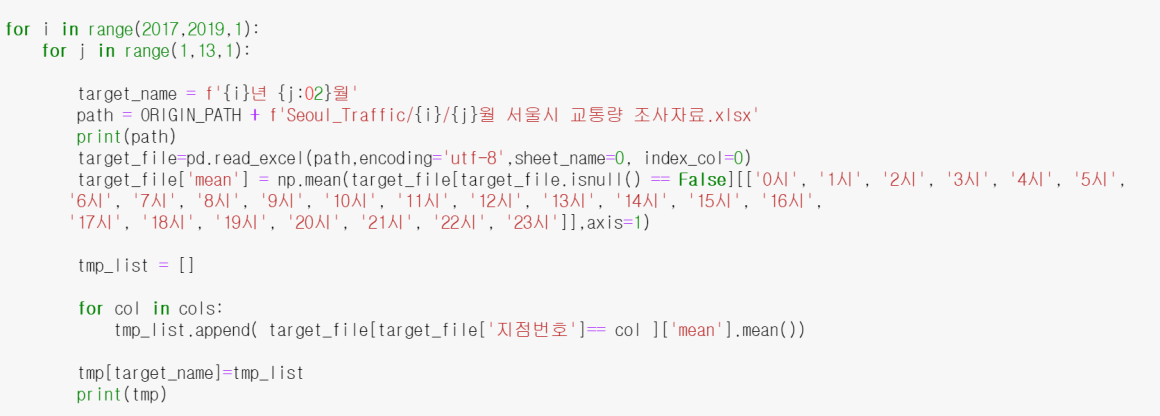 for i in range(2017,2019,1):
    for j in range(1,13,1):
        target_name = f'{i}년 {j:02}월'
        path = ORIGIN_PATH + f'Seoul_Traffic/{i}/{j}월 서울시 교통량 조사자료.xlsx'
        print(path)
        target_file=pd.read_excel(path,encoding='utf-8',sheet_name=0, index_col=0)
        target_file['mean'] = np.mean(target_file[target_file.isnull() == False][['0시', '1시', '2시', '3시', '4시', '5시',
       '6시', '7시', '8시', '9시', '10시', '11시', '12시', '13시', '14시', '15시', '16시',
       '17시', '18시', '19시', '20시', '21시', '22시', '23시']],axis=1)
        tmp_list = []
        for col in cols:
            tmp_list.append( target_file[target_file['지점번호']== col ]['mean'].mean())
        tmp[target_name]=tmp_list
        print(tmp)